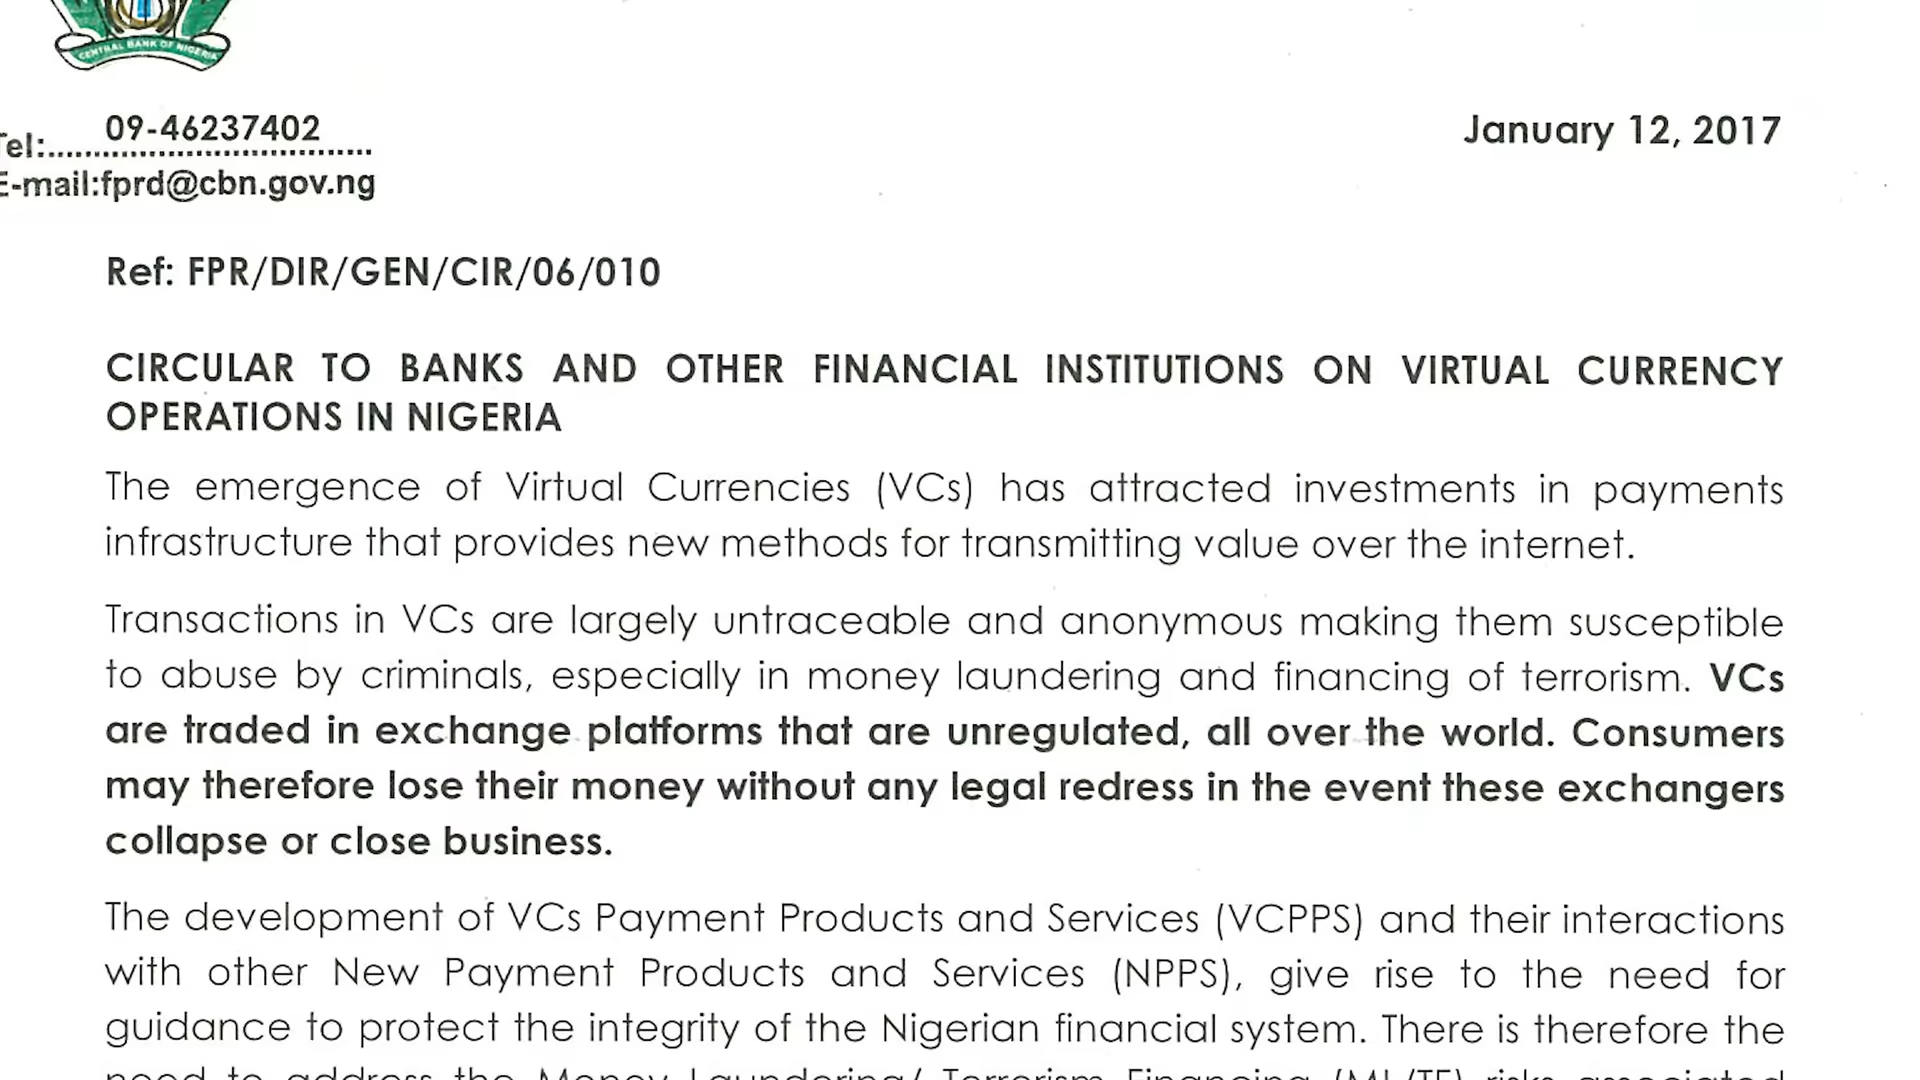 CENTRAL BANK OF NIGERIA
09-46237402
Tel:
January 12, 2017
E-mail:fprd@cbn.gov.ng
Ref: FPR/DIR/GEN/CIR/06/010
CIRCULAR TO BANKS AND OTHER FINANCIAL INSTITUTIONS ON VIRTUAL CURRENCY
OPERATIONS IN NIGERIA
The emergence of Virtual Currencies (VCs) has attracted investments in payments
infrastructure that provides new methods for transmitting value over the internet.
Transactions in VCs are largely untraceable and anonymous making them susceptible
to abuse by criminals, especially in money laundering and financing of terrorism. VCs
are traded in exchange platforms that are unregulated, all over the world. Consumers
may therefore lose their money without any legal redress in the event these exchangers
collapse or close business.
The development of VCs Payment Products and Services (VCPPS) and their interactions
with other New Payment Products and Services (NPPS), give rise to the need for
guidance to protect the integrity of the Nigerian financial system. There is therefore the
need to address the Money Laundering/ Terrorism Financing (ML/TF) risks associated